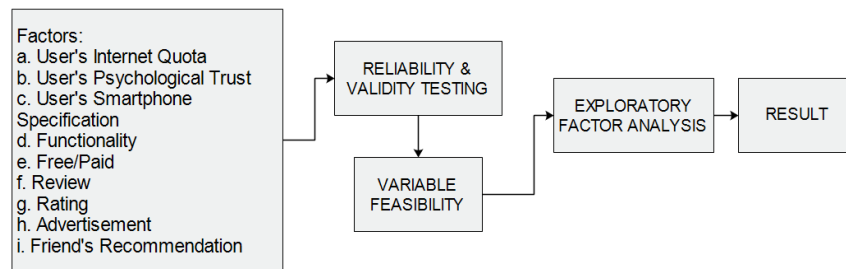 Factors:
a. User's Internet Quota
b. User's Psychological Trust
c. User's Smartphone
Specification
d. Functionality
e. Free/Paid
f. Review
g. Rating
h. Advertisement
i. Friend's Recommendation
RELIABILITY &
VALIDITY TESTING
VARIABLE
FEASIBILITY
EXPLORATORY
FACTOR ANALYSIS
RESULT